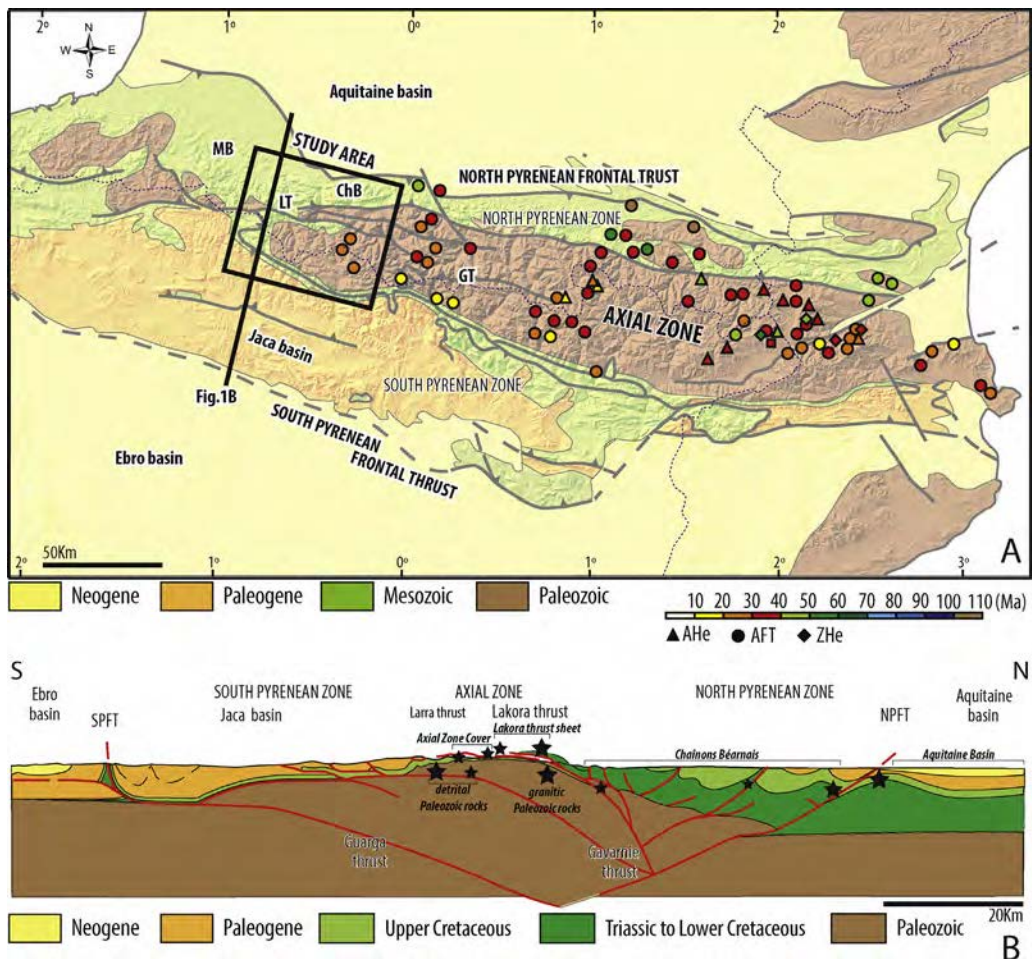 2° 1° 0° 1° 2°
N
W E
S
Aquitaine basin
STUDY AREA
MB
LT
ChB
NORTH PYRENEAN FRONTAL TRUST
NORTH PYRENEAN ZONE
GT
AXIAL ZONE
Jaca basin
SOUTH PYRENEAN ZONE
Fig.1B
SOUTH PYRENEAN
FRONTAL THRUST
Ebro basin
50Km
A
2° 1° 0° 1° 2° 3°
Neogene Paleogene Mesozoic Paleozoic
10 20 30 40 50 60 70 80 90 110 (Ma)
AHe AFT ZHe
S N
Ebro
basin
SPFT
SOUTH PYRENEAN ZONE
Jaca basin
AXIAL ZONE
Larra thrust
Lakora thrust
Lakora thrust sheet
Axial Zone Cover
NORTH PYRENEAN ZONE
NPFT
Aquitaine
basin
Chaînons Béarnais
Aquitaine Basin
detrital
Paleozoic rocks
granitic
Paleozoic rocks
Guarga
thrust
Gavarnie
thrust
20Km
Neogene Paleogene Upper Cretaceous Triassic to Lower Cretaceous Paleozoic
B